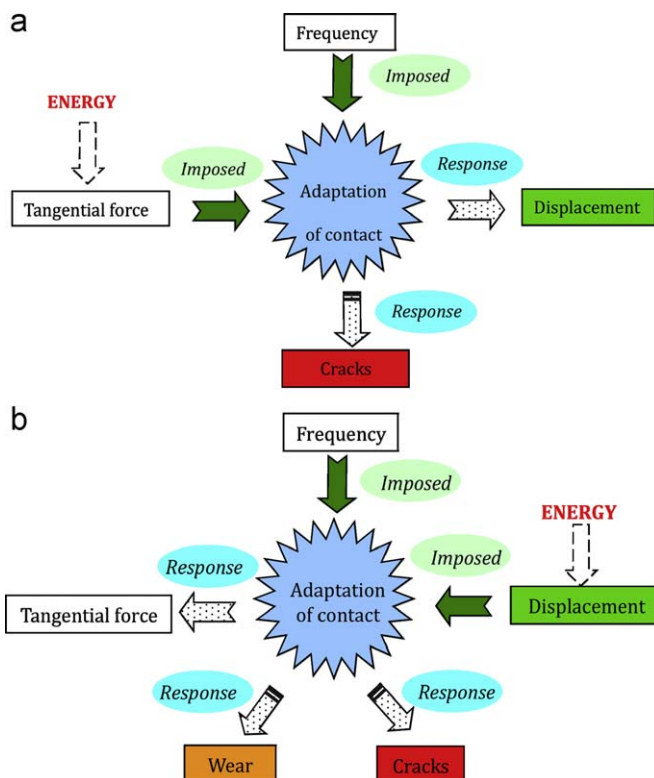 a
Frequency
Imposed
ENERGY
Imposed
Response
Tangential force
Adaptation
of contact
Displacement
Response
Cracks
b
Frequency
Imposed
ENERGY
Response
Imposed
Tangential force
Adaptation
of contact
Displacement
Response
Response
Wear
Cracks